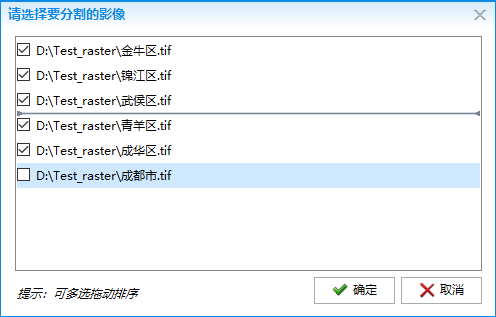 请选择要分割的影像
D:\Test_raster\金牛区.tif
D:\Test_raster\锦江区.tif
D:\Test_raster\武侯区.tif
D:\Test_raster\青羊区.tif
D:\Test_raster\成华区.tif
D:\Test_raster\成都市.tif
提示：可多选拖动排序
确定
取消